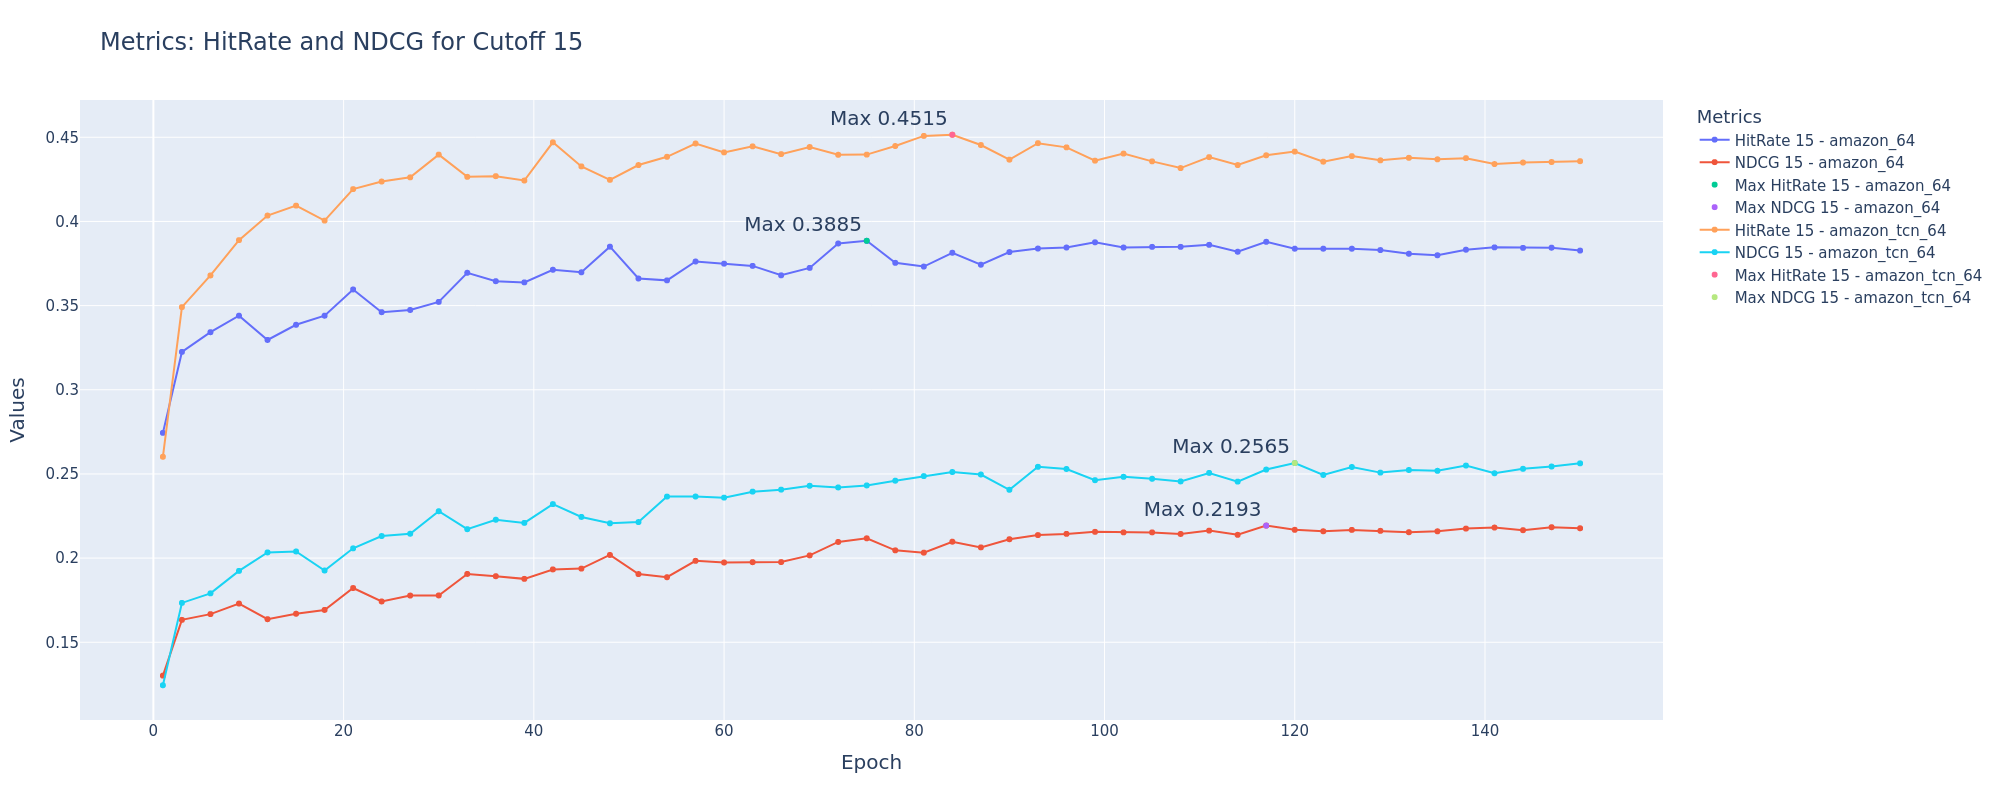 Metrics: HitRate and NDCG for Cutoff 15
Max 0.4515
Max 0.3885
Max 0.2565
Max 0.2193
0.45
0.4
0.35
0.3
0.25
0.2
0.15
Values
0
20
40
60
80
100
120
140
Epoch
Metrics
HitRate 15 - amazon_64
NDCG 15 - amazon_64
Max HitRate 15 - amazon_64
Max NDCG 15 - amazon_64
HitRate 15 - amazon_tcn_64
NDCG 15 - amazon_tcn_64
Max HitRate 15 - amazon_tcn_64
Max NDCG 15 - amazon_tcn_64